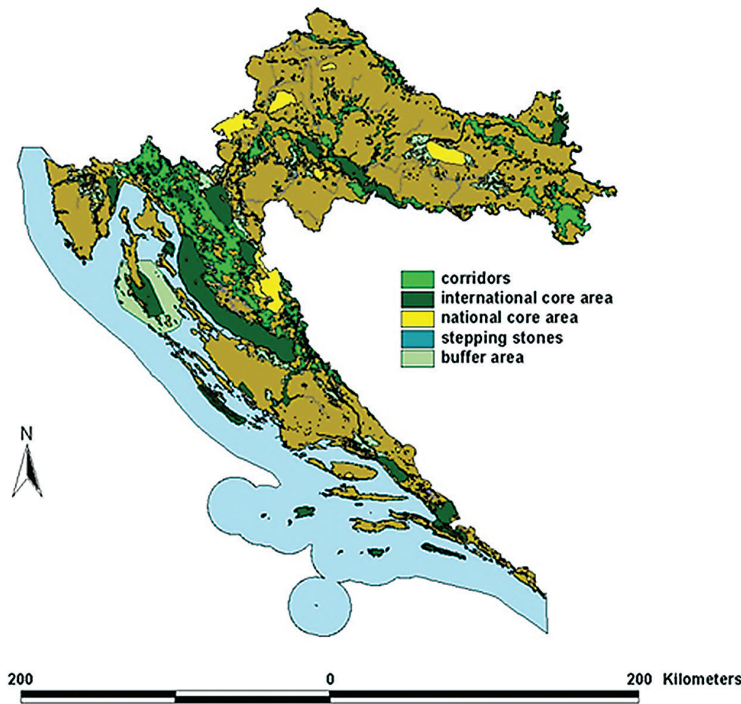 corridors
international core area
national core area
stepping stones
buffer area
N
200 0 200 Kilometers